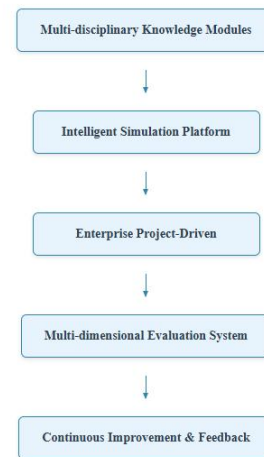 Multi-disciplinary Knowledge Modules
Intelligent Simulation Platform
Enterprise Project-Driven
Multi-dimensional Evaluation System
Continuous Improvement & Feedback